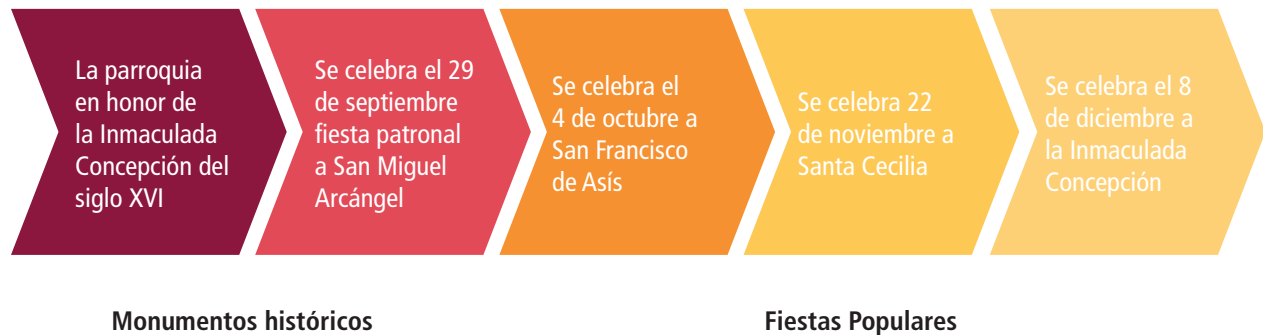 La parroquia
en honor de
la Inmaculada
Concepción del
siglo XVI
Se celebra el 29
de septiembre
fiesta patronal
a San Miguel
Arcángel
Se celebra el
4 de octubre a
San Francisco
de Asís
Se celebra 22
de noviembre a
Santa Cecilia
Se celebra el 8
de diciembre a
la Inmaculada
Concepción
Monumentos históricos
Fiestas Populares